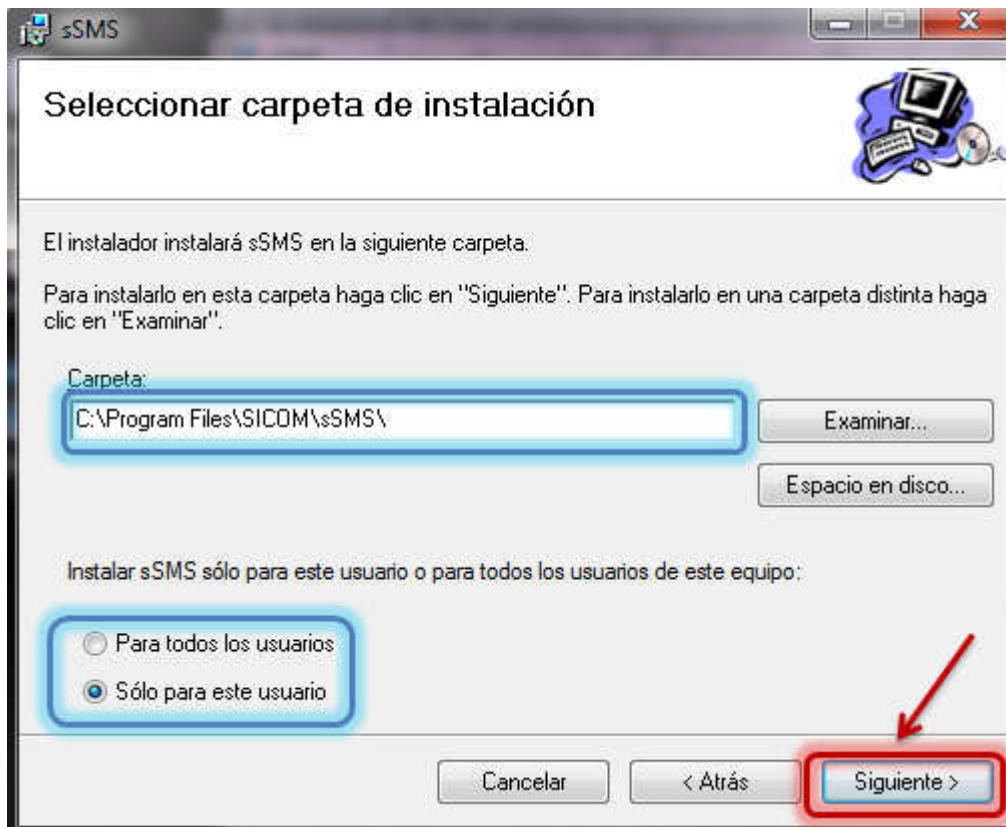 sSMS
Seleccionar carpeta de instalación
El instalador instalará sSMS en la siguiente carpeta.
Para instalarlo en esta carpeta haga clic en "Siguiente". Para instalarlo en una carpeta distinta haga
clic en "Examinar".
Carpeta:
C:\Program Files\SICOM\sSMS\
Examinar...
Espacio en disco...
Instalar sSMS sólo para este usuario o para todos los usuarios de este equipo:
Para todos los usuarios
Sólo para este usuario
Cancelar
< Atrás
Siguiente >